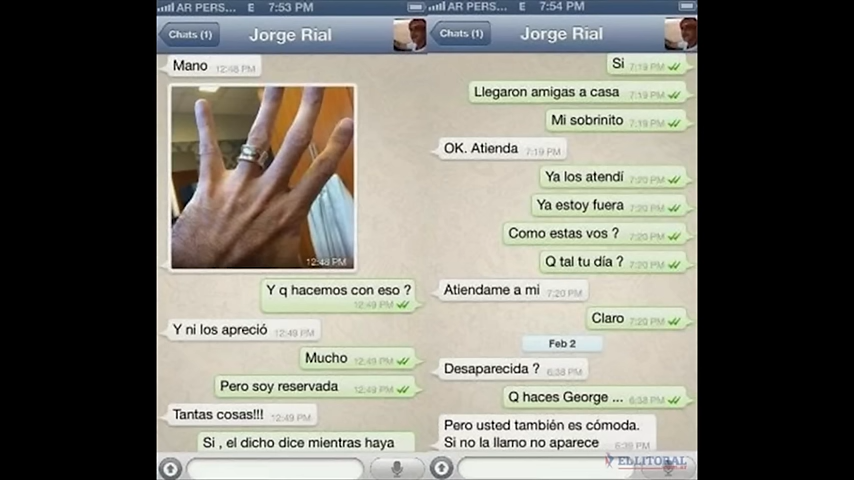 AR PERS... E 7:53 PM
Chats (1) Jorge Rial
Mano 12:48 PM
12:48 PM
Y q hacemos con eso ?
12:49 PM
Y ni los apreció 12:49 PM
Mucho 12:49 PM
Pero soy reservada 12:49 PM
Tantas cosas!!! 12:49 PM
Si , el dicho dice mientras haya
AR PERS... E 7:54 PM
Chats (1) Jorge Rial
Si 7:19 PM
Llegaron amigas a casa 7:19 PM
Mi sobrinito 7:19 PM
OK. Atienda 7:19 PM
Ya los atendí 7:20 PM
Ya estoy fuera 7:20 PM
Como estas vos ? 7:20 PM
Q tal tu día ? 7:20 PM
Atiendame a mi 7:20 PM
Claro 7:20 PM
Feb 2
Desaparecida ? 6:38 PM
Q haces George ... 6:38 PM
Pero usted también es cómoda.
Si no la llamo no aparece 6:39 PM
EL LITORAL